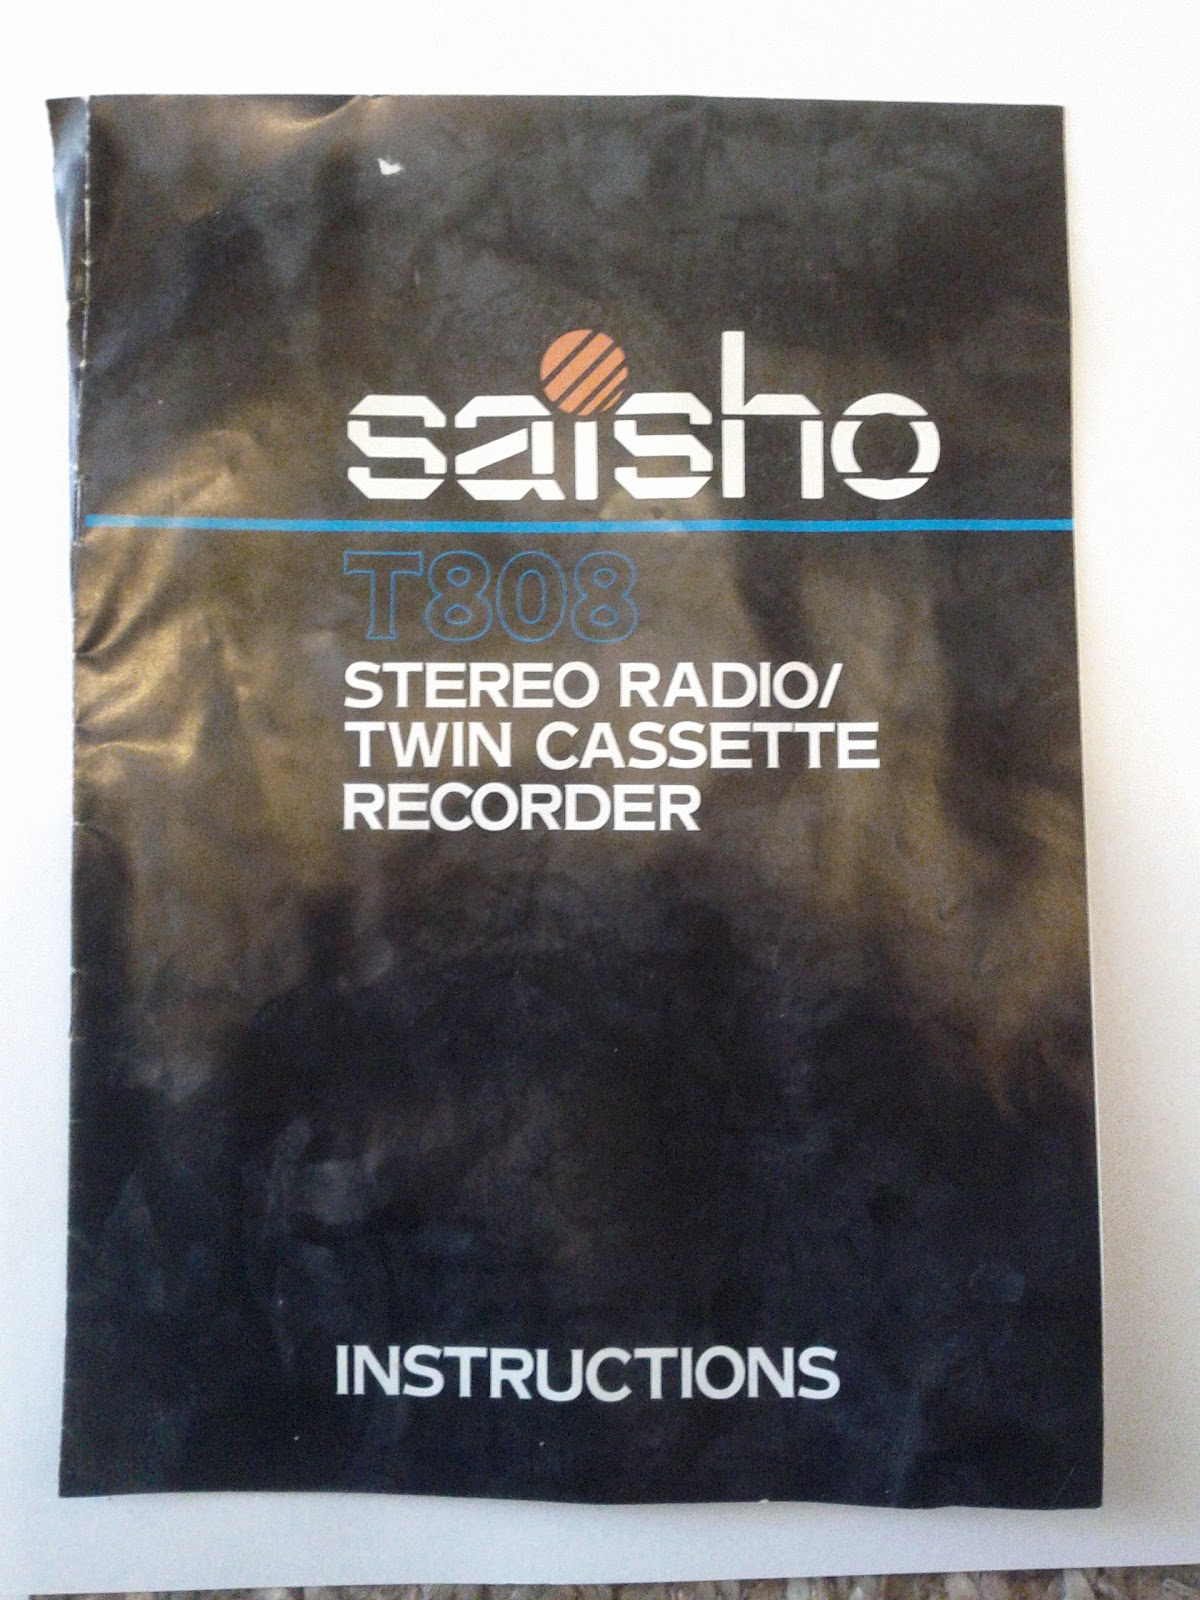 saisho
T808
STEREO RADIO/
TWIN CASSETTE
RECORDER
INSTRUCTIONS